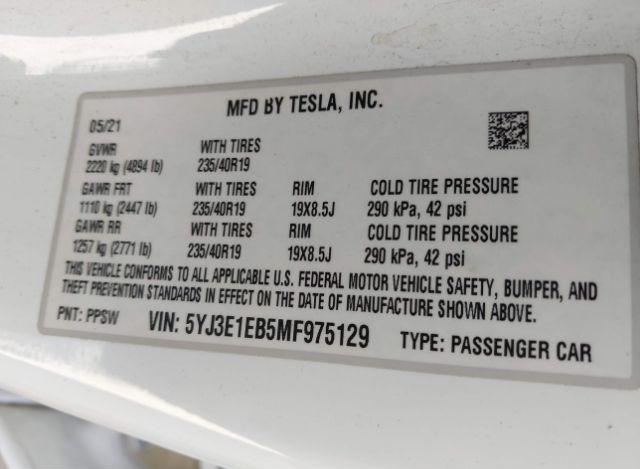 MFD BY TESLA, INC.
05/21
GVWR WITH TIRES
2220 kg (4894 lb) 235/40R19
GAWR FRT WITH TIRES RIM COLD TIRE PRESSURE
1110 kg (2447 lb) 235/40R19 19X8.5J 290 kPa, 42 psi
GAWR RR WITH TIRES RIM COLD TIRE PRESSURE
1257 kg (2771 lb) 235/40R19 19X8.5J 290 kPa, 42 psi
THIS VEHICLE CONFORMS TO ALL APPLICABLE U.S. FEDERAL MOTOR VEHICLE SAFETY, BUMPER, AND
THEFT PREVENTION STANDARDS IN EFFECT ON THE DATE OF MANUFACTURE SHOWN ABOVE.
PNT: PPSW VIN: 5YJ3E1EB5MF975129 TYPE: PASSENGER CAR